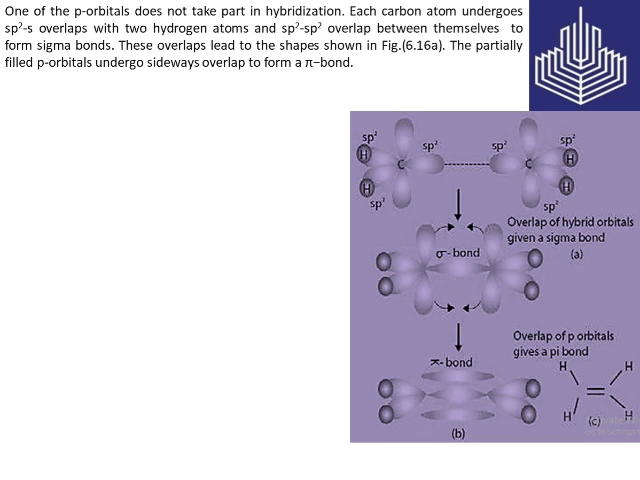 One of the p-orbitals does not take part in hybridization. Each carbon atom undergoes
sp²-s overlaps with two hydrogen atoms and sp²-sp² overlap between themselves to
form sigma bonds. These overlaps lead to the shapes shown in Fig.(6.16a). The partially
filled p-orbitals undergo sideways overlap to form a π−bond.
sp² sp² sp² sp²
H C C H
H H
sp² sp²
Overlap of hybrid orbitals
given a sigma bond
σ- bond (a)
Overlap of p orbitals
gives a pi bond
π- bond
H H
H (c) H
(b)